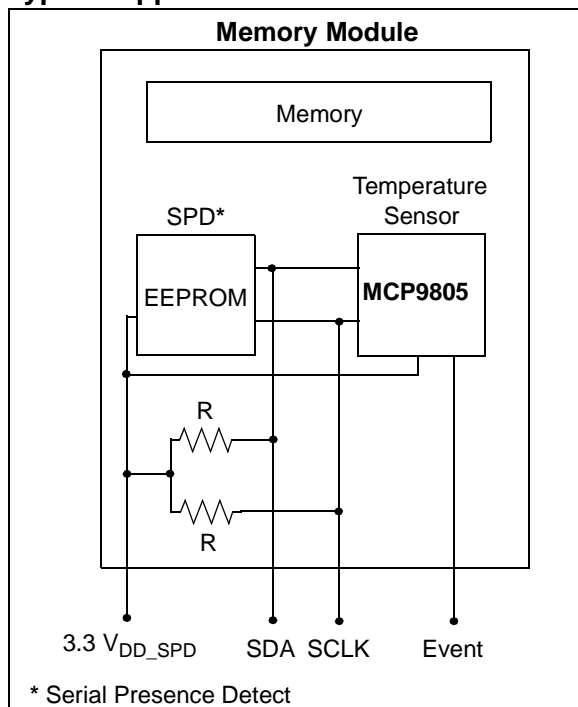 Memory Module
Memory
Temperature
Sensor
SPD*
EEPROM
MCP9805
R
R
3.3 VDD_SPD
SDA
SCLK
Event
* Serial Presence Detect